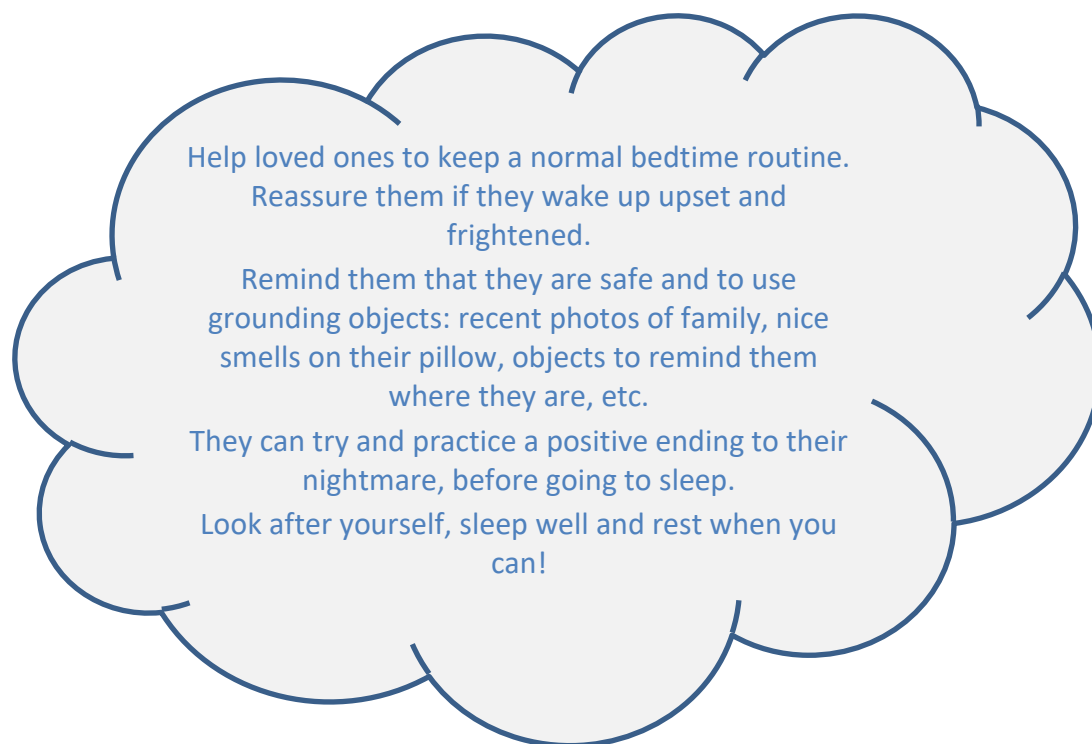 Help loved ones to keep a normal bedtime routine.
Reassure them if they wake up upset and
frightened.
Remind them that they are safe and to use
grounding objects: recent photos of family, nice
smells on their pillow, objects to remind them
where they are, etc.
They can try and practice a positive ending to their
nightmare, before going to sleep.
Look after yourself, sleep well and rest when you
can!